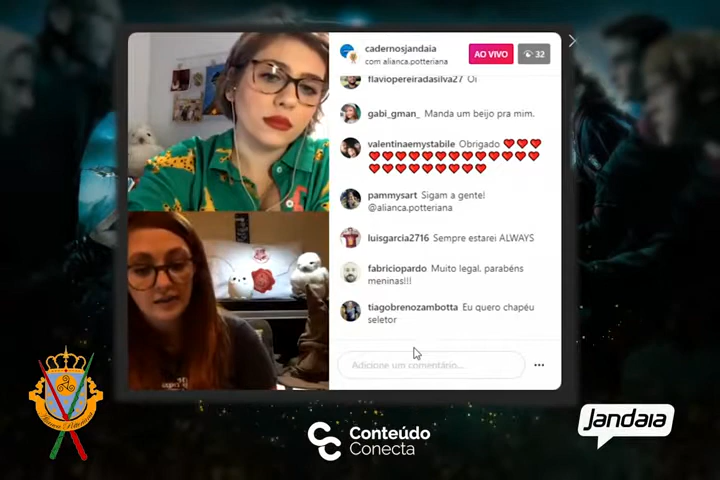 cadernosjandaia
com alianca.potteriana
AO VIVO
32
flaviopereiradasilva27 Oi
gabi_gman_ Manda um beijo pra mim.
valentinaemystabile Obrigado ❤❤❤
❤❤❤❤❤❤❤❤❤❤❤❤❤
❤❤❤❤❤❤❤❤❤
pammysart Sigam a gente!
@alianca.potteriana
luisgarcia2716 Sempre estarei ALWAYS
fabriciopardo Muito legal, parabéns
meninas!!!
tiagobrenozambotta Eu quero chapéu
seletor
Adicione um comentário...
Conteúdo
Conecta
Jandaia